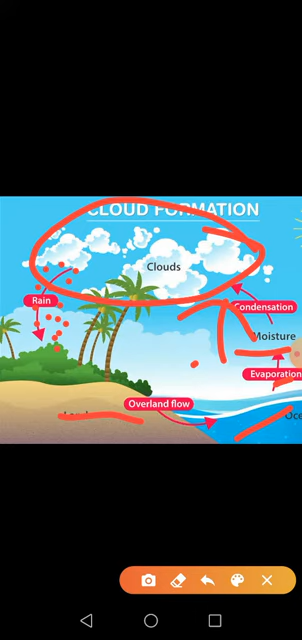 CLOUD FORMATION
Clouds
Rain
Condensation
Moisture
Evaporation
Overland flow